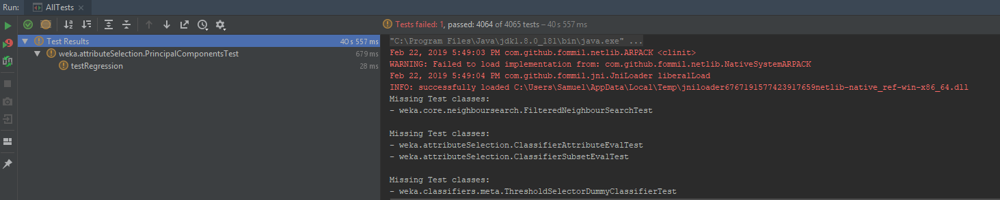 Run: AllTests
Tests failed: 1, passed: 4064 of 4065 tests – 40 s 557 ms
Test Results 40 s 557 ms
weka.attributeSelection.PrincipalComponentsTest 679 ms
testRegression 28 ms
"C:\Program Files\Java\jdk1.8.0_181\bin\java.exe" ...
Feb 22, 2019 5:49:03 PM com.github.fommil.netlib.ARPACK <clinit>
WARNING: Failed to load implementation from: com.github.fommil.netlib.NativeSystemARPACK
Feb 22, 2019 5:49:04 PM com.github.fommil.jni.JniLoader liberalLoad
INFO: successfully loaded C:\Users\Samuel\AppData\Local\Temp\jniloader6767191577423917659netlib-native_ref-win-x86_64.dll
Missing Test classes:
- weka.core.neighboursearch.FilteredNeighbourSearchTest
Missing Test classes:
- weka.attributeSelection.ClassifierAttributeEvalTest
- weka.attributeSelection.ClassifierSubsetEvalTest
Missing Test classes:
- weka.classifiers.meta.ThresholdSelectorDummyClassifierTest